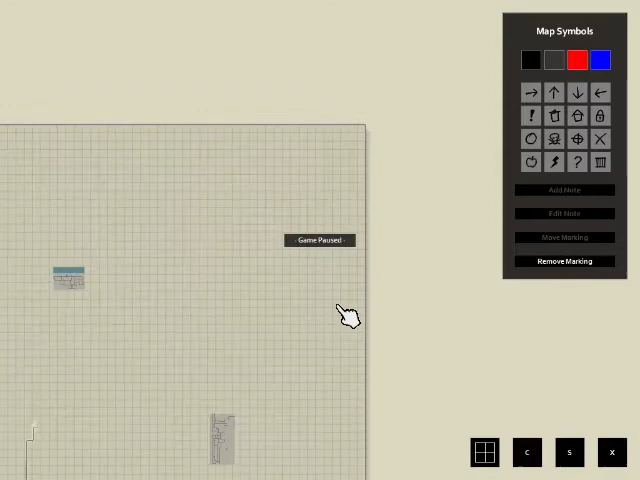 Map Symbols
Add Note
- Game Paused -
Edit Note
Move Marking
Remove Marking
C
S
X